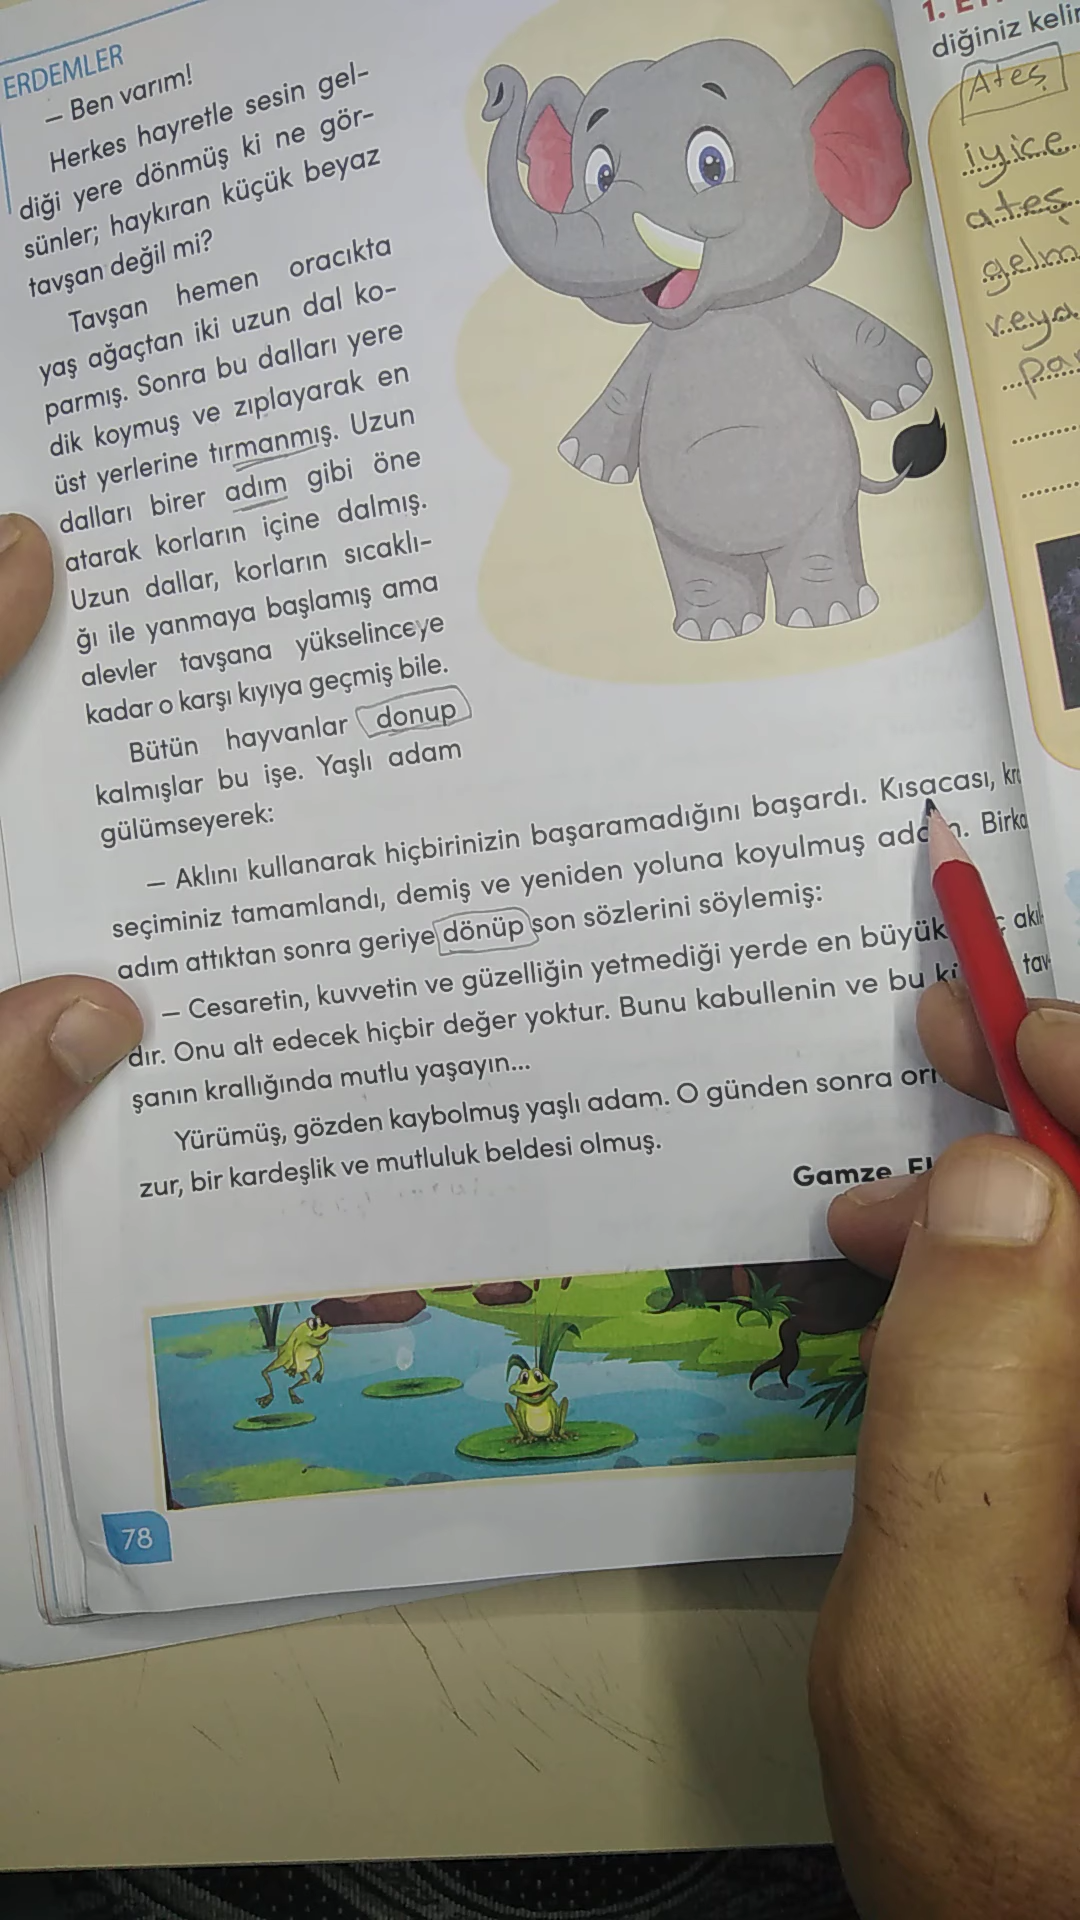 ERDEMLER
– Ben varım!
Herkes hayretle sesin gel-
diği yere dönmüş ki ne gör-
sünler; haykıran küçük beyaz
tavşan değil mi?
Tavşan hemen oracıkta
yaş ağaçtan iki uzun dal ko-
parmış. Sonra bu dalları yere
dik koymuş ve zıplayarak en
üst yerlerine tırmanmış. Uzun
dalları birer adım gibi öne
atarak korların içine dalmış.
Uzun dallar, korların sıcaklı-
ğı ile yanmaya başlamış ama
alevler tavşana yükselinceye
kadar o karşı kıyıya geçmiş bile.
Bütün hayvanlar donup
kalmışlar bu işe. Yaşlı adam
gülümseyerek:
– Aklını kullanarak hiçbirinizin başaramadığını başardı. Kısacası,
seçiminiz tamamlandı, demiş ve yeniden yoluna koyulmuş
adım attıktan sonra geriye dönüp son sözlerini söylemiş:
– Cesaretin, kuvvetin ve güzelliğin yetmediği yerde en büyük
dır. Onu alt edecek hiçbir değer yoktur. Bunu kabullenin ve bu
şanın krallığında mutlu yaşayın...
Yürümüş, gözden kaybolmuş yaşlı adam. O günden sonra
zur, bir kardeşlik ve mutluluk beldesi olmuş.
Gamze
78
1.
diğiniz
Ateş
iyice
ateş
veya